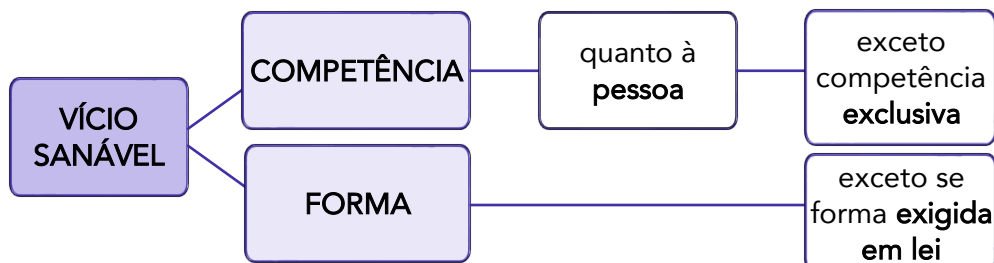 VÍCIO
SANÁVEL
COMPETÊNCIA
quanto à
pessoa
exceto
competência
exclusiva
FORMA
exceto se
forma exigida
em lei